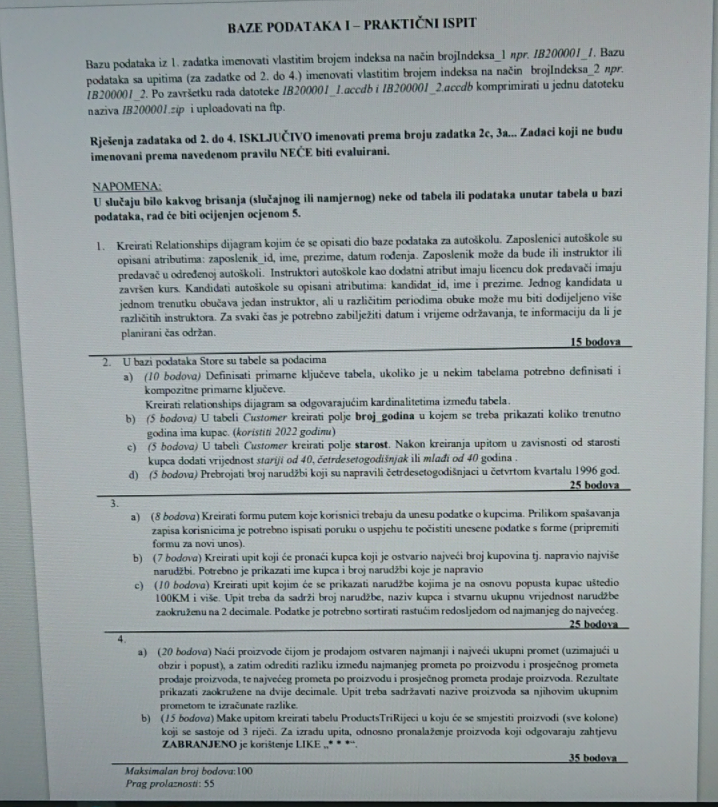 BAZE PODATAKA I – PRAKTIČNI ISPIT
Bazu podataka iz 1. zadatka imenovati vlastitim brojem indeksa na način brojIndeksa_1 npr. IB200001_1. Bazu
podataka sa upitima (za zadatke od 2. do 4.) imenovati vlastitim brojem indeksa na način brojIndeksa_2 npr.
IB200001_2. Po završetku rada datoteke IB200001_1.accdb i IB200001_2.accdb komprimirati u jednu datoteku
naziva IB200001.zip i uploadovati na ftp.
Rješenja zadataka od 2. do 4. ISKLJUČIVO imenovati prema broju zadatka 2c, 3a... Zadaci koji ne budu
imenovani prema navedenom pravilu NEĆE biti evaluirani.
NAPOMENA:
U slučaju bilo kakvog brisanja (slučajnog ili namjernog) neke od tabela ili podataka unutar tabela u bazi
podataka, rad će biti ocijenjen ocjenom 5.
1. Kreirati Relationships dijagram kojim će se opisati dio baze podataka za autoškolu. Zaposlenici autoškole su
opisani atributima: zaposlenik_id, ime, prezime, datum rođenja. Zaposlenik može da bude ili instruktor ili
predavač u određenoj autoškoli. Instruktori autoškole kao dodatni atribut imaju licencu dok predavači imaju
završen kurs. Kandidati autoškole su opisani atributima: kandidat_id, ime i prezime. Jednog kandidata u
jednom trenutku obučava jedan instruktor, ali u različitim periodima obuke može mu biti dodijeljeno više
različitih instruktora. Za svaki čas je potrebno zabilježiti datum i vrijeme održavanja, te informaciju da li je
planirani čas održan.
15 bodova
2. U bazi podataka Store su tabele sa podacima
a) (10 bodova) Definisati primarne ključeve tabela, ukoliko je u nekim tabelama potrebno definisati i
kompozitne primarne ključeve.
Kreirati relationships dijagram sa odgovarajućim kardinalitetima između tabela.
b) (5 bodova) U tabeli Customer kreirati polje broj_godina u kojem se treba prikazati koliko trenutno
godina ima kupac. (koristiti 2022 godinu)
c) (5 bodova) U tabeli Customer kreirati polje starost. Nakon kreiranja upitom u zavisnosti od starosti
kupca dodati vrijednost stariji od 40, četrdesetogodišnjak ili mlađi od 40 godina .
d) (5 bodova) Prebrojati broj narudžbi koji su napravili četrdesetogodišnjaci u četvrtom kvartalu 1996 god.
25 bodova
3.
a) (8 bodova) Kreirati formu putem koje korisnici trebaju da unesu podatke o kupcima. Prilikom spašavanja
zapisa korisnicima je potrebno ispisati poruku o uspjehu te počistiti unesene podatke s forme (pripremiti
formu za novi unos).
b) (7 bodova) Kreirati upit koji će pronaći kupca koji je ostvario najveći broj kupovina tj. napravio najviše
narudžbi. Potrebno je prikazati ime kupca i broj narudžbi koje je napravio
c) (10 bodova) Kreirati upit kojim će se prikazati narudžbe kojima je na osnovu popusta kupac uštedio
100KM i više. Upit treba da sadrži broj narudžbe, naziv kupca i stvarnu ukupnu vrijednost narudžbe
zaokruženu na 2 decimale. Podatke je potrebno sortirati rastućim redosljedom od najmanjeg do najvećeg.
25 bodova
4.
a) (20 bodova) Naći proizvode čijom je prodajom ostvaren najmanji i najveći ukupni promet (uzimajući u
obzir i popust), a zatim odrediti razliku između najmanjeg prometa po proizvodu i prosječnog prometa
prodaje proizvoda, te najvećeg prometa po proizvodu i prosječnog prometa prodaje proizvoda. Rezultate
prikazati zaokružene na dvije decimale. Upit treba sadržavati nazive proizvoda sa njihovim ukupnim
prometom te izračunate razlike.
b) (15 bodova) Make upitom kreirati tabelu ProductsTriRijeci u koju će se smjestiti proizvodi (sve kolone)
koji se sastoje od 3 riječi. Za izradu upita, odnosno pronalaženje proizvoda koji odgovaraju zahtjevu
ZABRANJENO je korištenje LIKE „* * *“.
35 bodova
Maksimalan broj bodova:100
Prag prolaznosti: 55